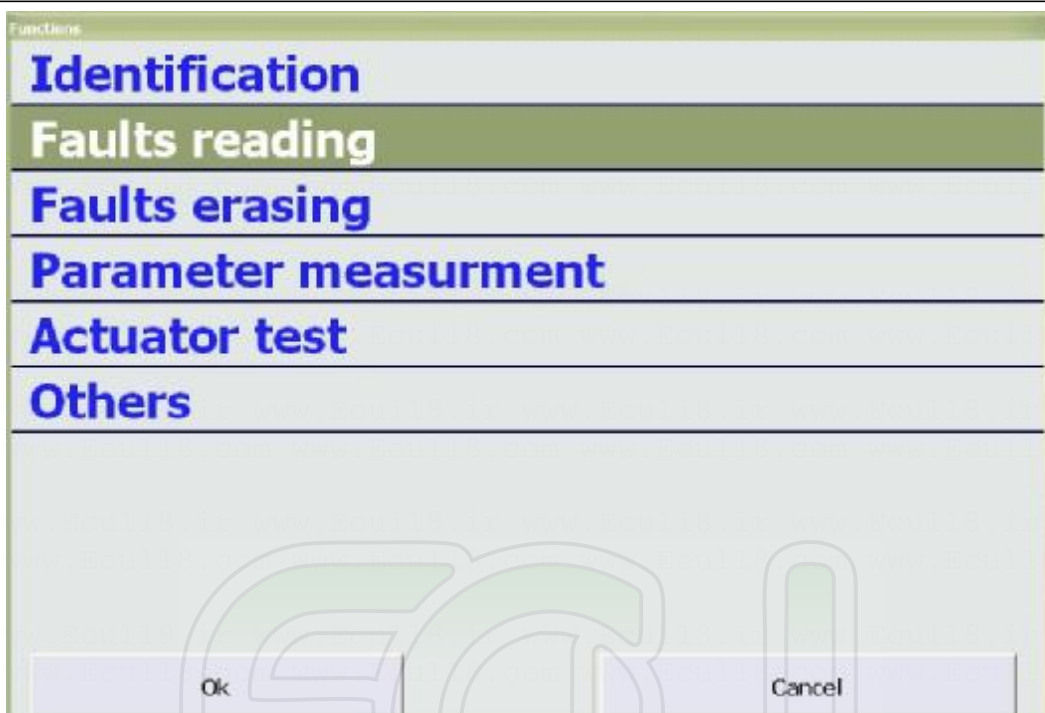 Functions
Identification
Faults reading
Faults erasing
Parameter measurment
Actuator test
Others
Ok
Cancel